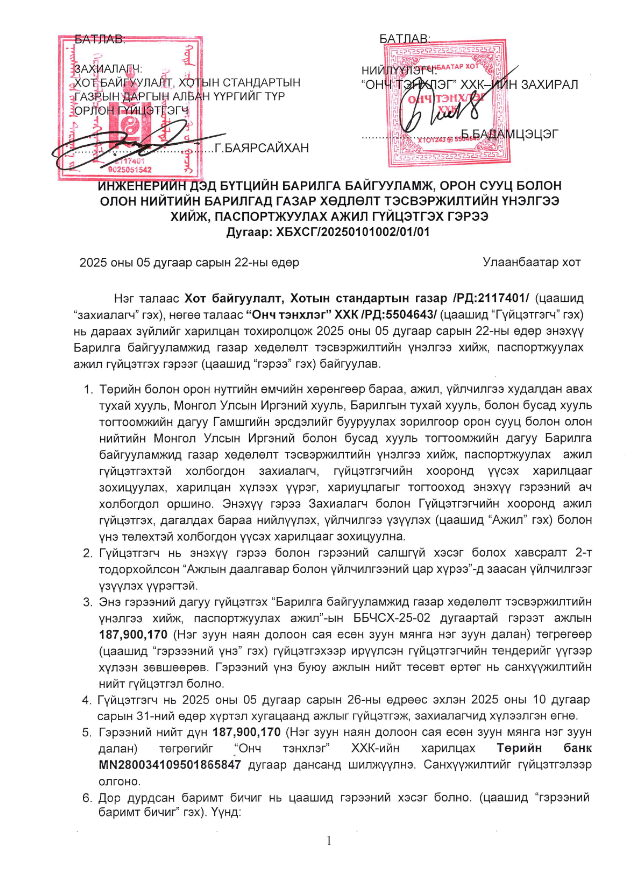 БАТЛАВ:
ЗАХИАЛАГЧ:
ХОТ БАЙГУУЛАЛТ, ХОТЫН СТАНДАРТЫН
ГАЗРЫН ДАРГЫН АЛБАН ҮҮРГИЙГ ТҮР
ОРЛОН ГҮЙЦЭТГЭГЧ
Г.БАЯРСАЙХАН
2117401
9025051542
БАТЛАВ:
НИЙЛҮҮЛЭГЧ:
"ОНЧ ТЭНХЛЭГ" ХХК–ИЙН ЗАХИРАЛ
Б.БАДАМЦЭЦЭГ
УЛААНБААТАР ХОТ
ОНЧ ТЭНХЛЭГ
ХХК
ИНЖЕНЕРИЙН ДЭД БҮТЦИЙН БАРИЛГА БАЙГУУЛАМЖ, ОРОН СУУЦ БОЛОН
ОЛОН НИЙТИЙН БАРИЛГАД ГАЗАР ХӨДЛӨЛТ ТЭСВЭРЖИЛТИЙН ҮНЭЛГЭЭ
ХИЙЖ, ПАСПОРТЖУУЛАХ АЖИЛ ГҮЙЦЭТГЭХ ГЭРЭЭ
Дугаар: ХБХСГ/20250101002/01/01
2025 оны 05 дугаар сарын 22-ны өдөр Улаанбаатар хот
Нэг талаас Хот байгуулалт, Хотын стандартын газар /РД:2117401/ (цаашид
"захиалагч" гэх), нөгөө талаас "Онч тэнхлэг" ХХК /РД:5504643/ (цаашид "Гүйцэтгэгч" гэх)
нь дараах зүйлийг харилцан тохиролцож 2025 оны 05 дугаар сарын 22-ны өдөр энэхүү
Барилга байгууламжид газар хөдлөлт тэсвэржилтийн үнэлгээ хийж, паспортжуулах
ажил гүйцэтгэх гэрээг (цаашид "гэрээ" гэх) байгуулав.
1. Төрийн болон орон нутгийн өмчийн хөрөнгөөр бараа, ажил, үйлчилгээ худалдан авах
тухай хууль, Монгол Улсын Иргэний хууль, Барилгын тухай хууль, болон бусад хууль
тогтоомжийн дагуу Гамшгийн эрсдэлийг бууруулах зорилгоор орон сууц болон олон
нийтийн Монгол Улсын Иргэний болон бусад хууль тогтоомжийн дагуу Барилга
байгууламжид газар хөдлөлт тэсвэржилтийн үнэлгээ хийж, паспортжуулах ажил
гүйцэтгэхтэй холбогдон захиалагч, гүйцэтгэгчийн хооронд үүсэх харилцааг
зохицуулах, харилцан хүлээх үүрэг, хариуцлагыг тогтооход энэхүү гэрээний ач
холбогдол оршино. Энэхүү гэрээ Захиалагч болон Гүйцэтгэгчийн хооронд ажил
гүйцэтгэх, дагалдах бараа нийлүүлэх, үйлчилгээ үзүүлэх (цаашид "Ажил" гэх) болон
үнэ төлөхтэй холбогдон үүсэх харилцааг зохицуулна.
2. Гүйцэтгэгч нь энэхүү гэрээ болон гэрээний салшгүй хэсэг болох хавсралт 2-т
тодорхойлсон "Ажлын даалгавар болон үйлчилгээний цар хүрээ"-д заасан үйлчилгээг
үзүүлэх үүрэгтэй.
3. Энэ гэрээний дагуу гүйцэтгэх "Барилга байгууламжид газар хөдлөлт тэсвэржилтийн
үнэлгээ хийж, паспортжуулах ажил"-ын ББЧСХ-25-02 дугаартай гэрээт ажлын
187,900,170 (Нэг зуун наян долоон сая есөн зуун мянга нэг зуун далан) төгрөгөөр
(цаашид "гэрээний үнэ" гэх) гүйцэтгэхээр ирүүлсэн гүйцэтгэгчийн тендерийг үүгээр
хүлээн зөвшөөрөв. Гэрээний үнэ буюу ажлын нийт төсөвт өртөг нь санхүүжилтийн
нийт гүйцэтгэл болно.
4. Гүйцэтгэгч нь 2025 оны 05 дугаар сарын 26-ны өдрөөс эхлэн 2025 оны 10 дугаар
сарын 31-ний өдөр хүртэл хугацаанд ажлыг гүйцэтгэж, захиалагчид хүлээлгэн өгнө.
5. Гэрээний нийт дүн 187,900,170 (Нэг зуун наян долоон сая есөн зуун мянга нэг зуун
далан) төгрөгийг "Онч тэнхлэг" ХХК-ийн харилцах Төрийн банк
MN280034109501865847 дугаар дансанд шилжүүлнэ. Санхүүжилтийг гүйцэтгэлээр
олгоно.
6. Дор дурдсан баримт бичиг нь цаашид гэрээний хэсэг болно. (цаашид "гэрээний
баримт бичиг" гэх). Үүнд:
1